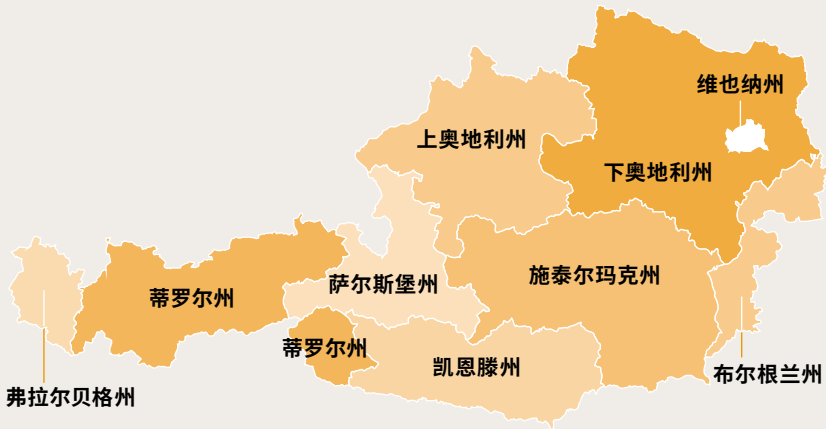 维也纳州
上奥地利州
下奥地利州
施泰尔玛克州
萨尔斯堡州
蒂罗尔州
蒂罗尔州
凯恩滕州
布尔根兰州
弗拉尔贝格州